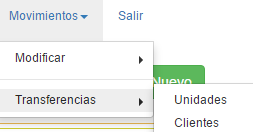 Movimientos Salir
Modificar
Nuevo
Transferencias Unidades
Clientes